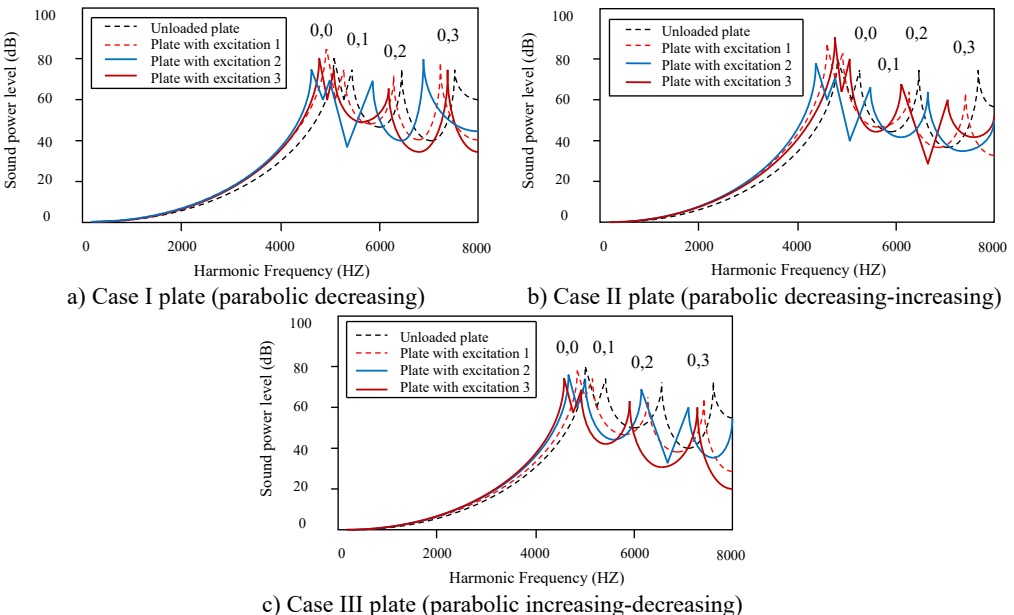 100
80
60
40
20
0
Sound power level (dB)
Unloaded plate
Plate with excitation 1
Plate with excitation 2
Plate with excitation 3
0,0
0,1
0,2
0,3
0
2000
4000
6000
8000
Harmonic Frequency (HZ)
a) Case I plate (parabolic decreasing)
100
80
60
40
20
0
Sound power level (dB)
Unloaded plate
Plate with excitation 1
Plate with excitation 2
Plate with excitation 3
0,0
0,1
0,2
0,3
0
2000
4000
6000
8000
Harmonic Frequency (HZ)
b) Case II plate (parabolic decreasing-increasing)
100
80
60
40
20
0
Sound power level (dB)
Unloaded plate
Plate with excitation 1
Plate with excitation 2
Plate with excitation 3
0,0
0,1
0,2
0,3
0
2000
4000
6000
8000
Harmonic Frequency (HZ)
c) Case III plate (parabolic increasing-decreasing)